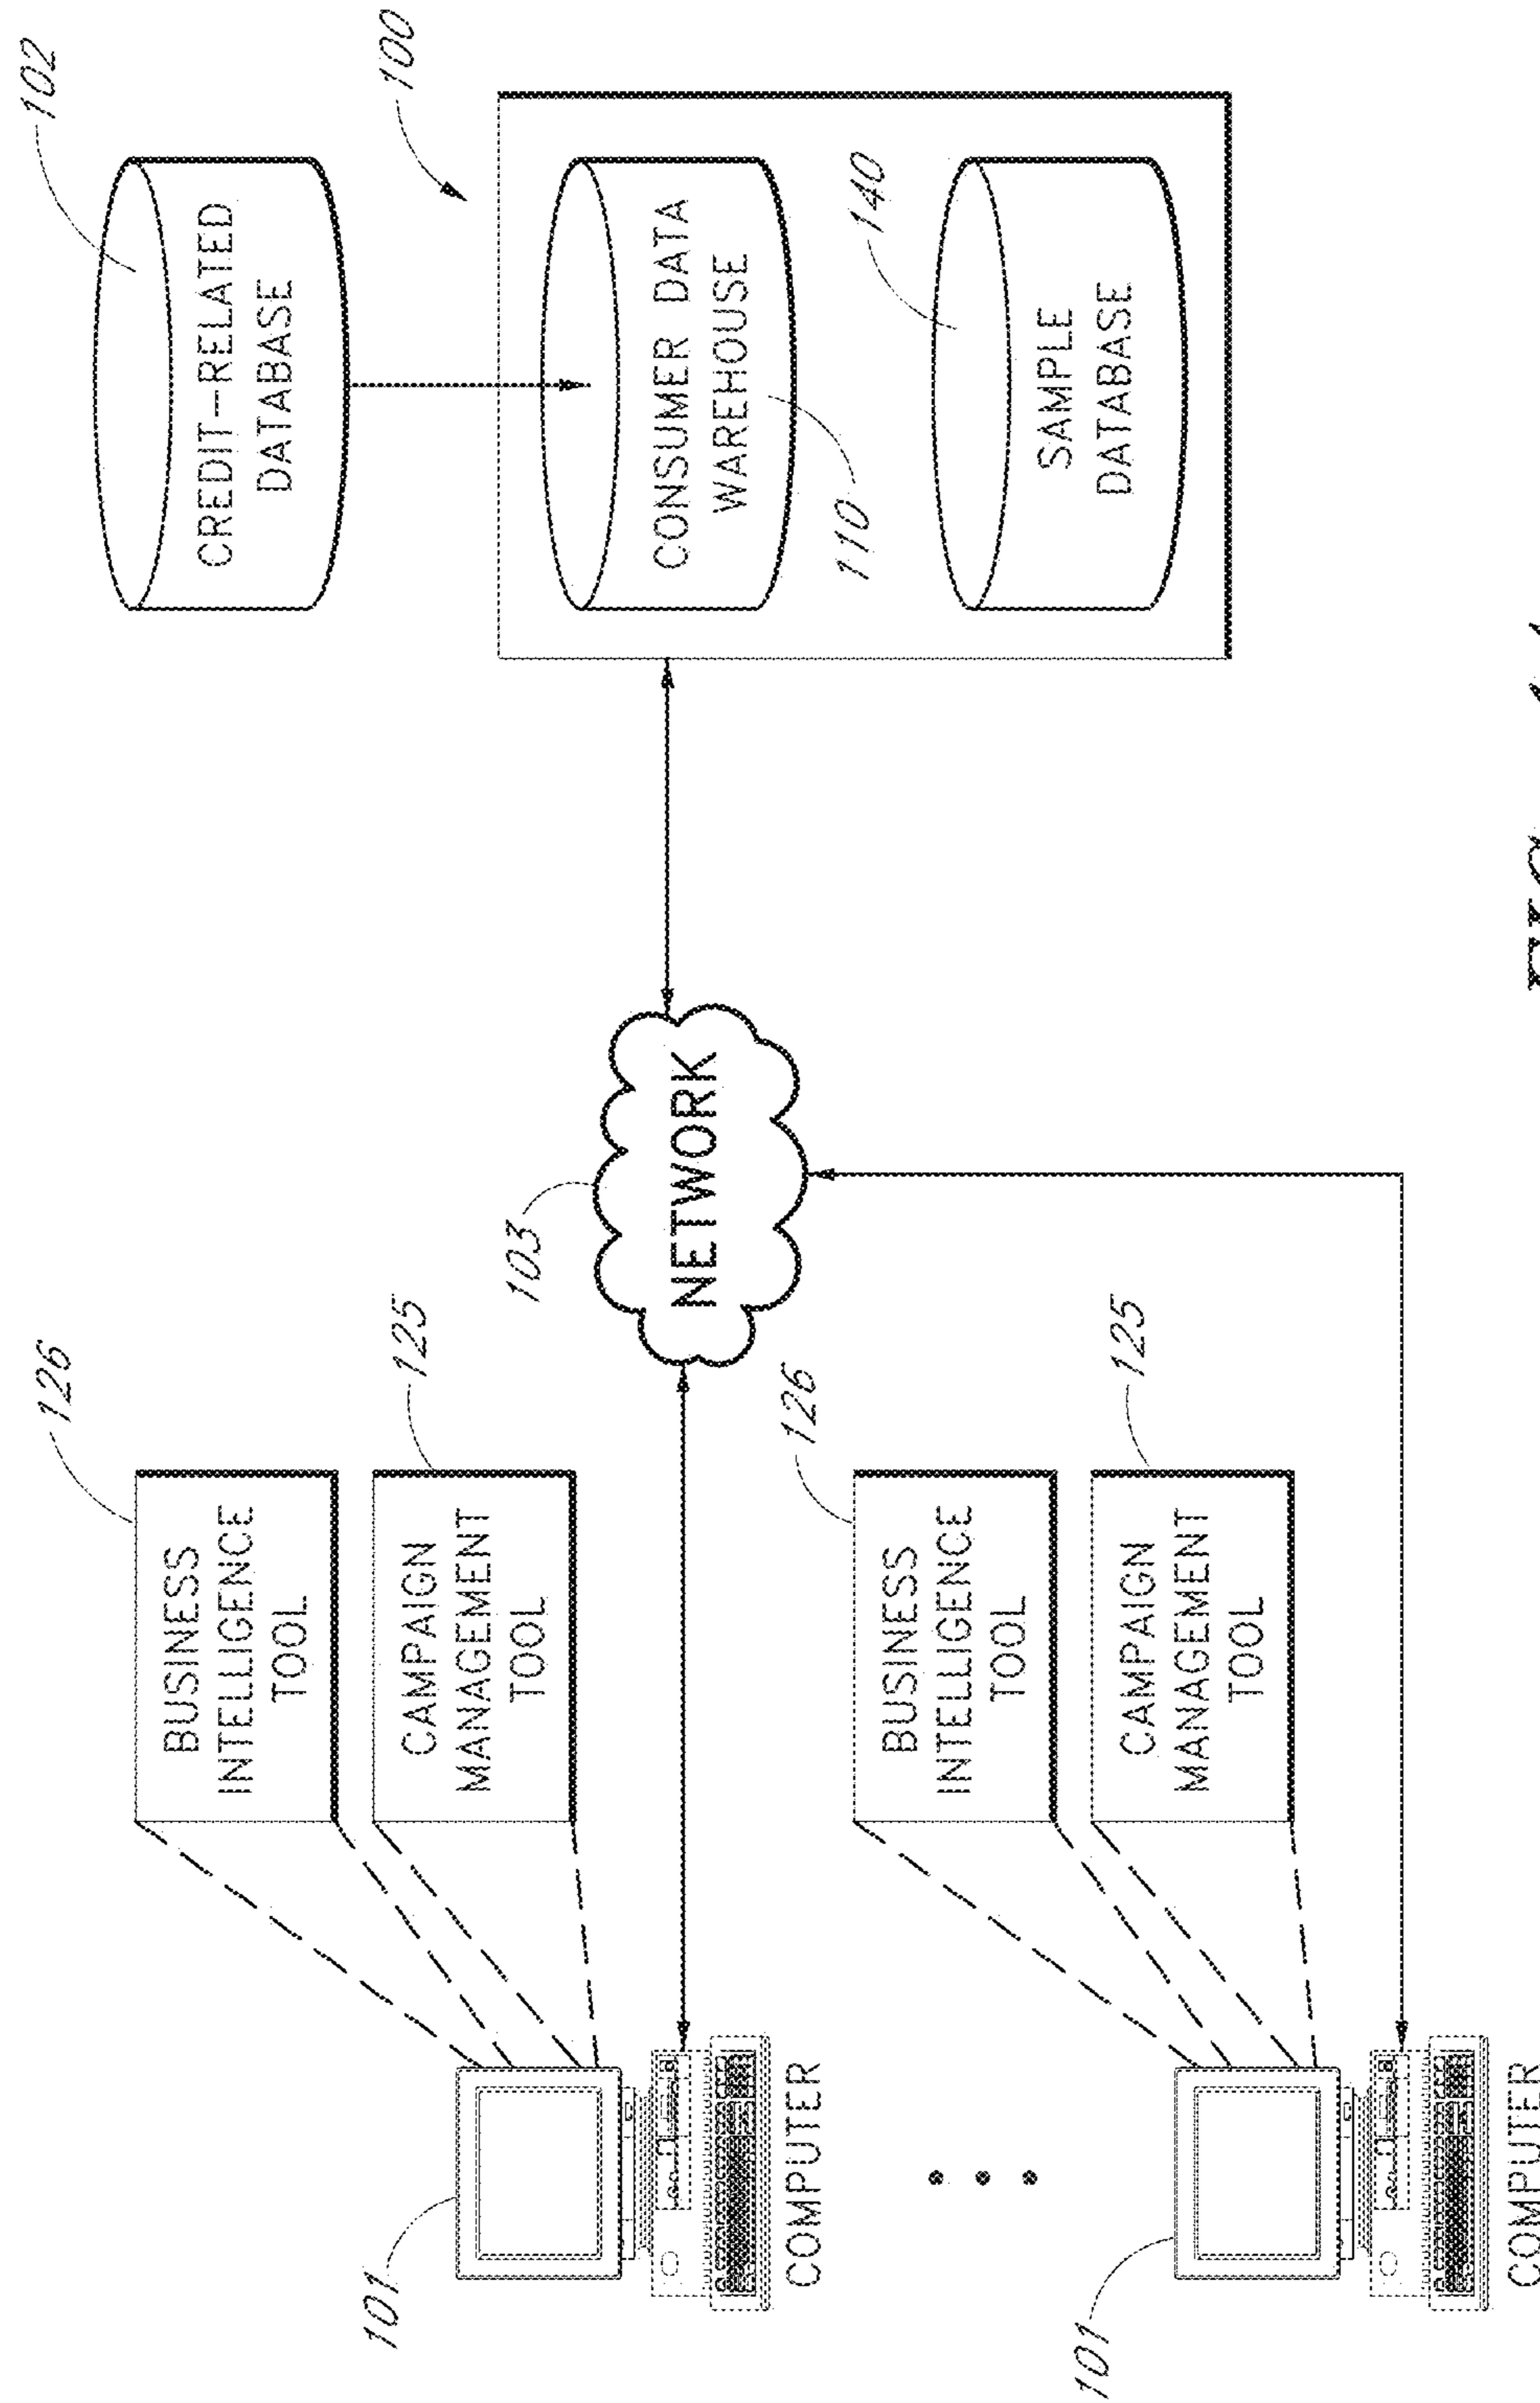 126
BUSINESS
INTELLIGENCE
TOOL
125
CAMPAIGN
MANAGEMENT
TOOL
101
COMPUTER
103
NETWORK
102
CREDIT-RELATED
DATABASE
100
CONSUMER DATA
WAREHOUSE
110
140
SAMPLE
DATABASE
126
BUSINESS
INTELLIGENCE
TOOL
125
CAMPAIGN
MANAGEMENT
TOOL
101
COMPUTER